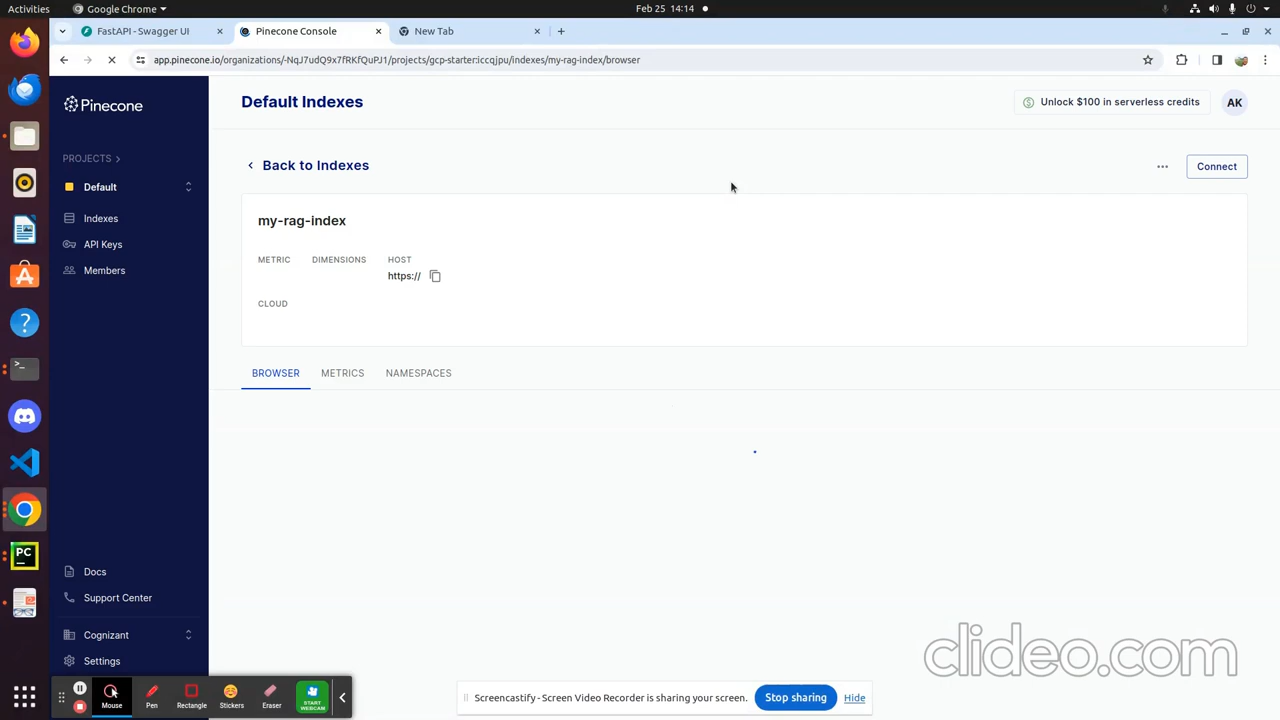 Activities
Google Chrome
Feb 25 14:14
FastAPI - Swagger UI
Pinecone Console
New Tab
app.pinecone.io/organizations/-NqJ7udQ9x7fRKfQuPJ1/projects/gcp-starter:iccqjpu/indexes/my-rag-index/browser
Pinecone
Default Indexes
Unlock $100 in serverless credits
AK
PROJECTS
Back to Indexes
Connect
Default
Indexes
my-rag-index
API Keys
METRIC DIMENSIONS HOST
Members
https://
CLOUD
BROWSER METRICS NAMESPACES
PC
Docs
Support Center
Cognizant
Settings
clideo.com
Mouse Pen Rectangle Stickers Eraser START WEBCAM
Screencastify - Screen Video Recorder is sharing your screen. Stop sharing Hide